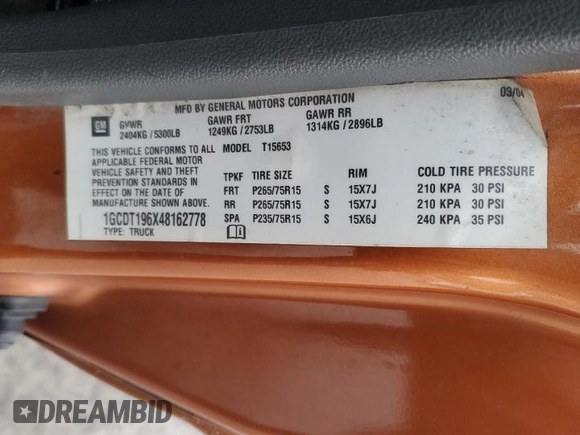 MFD BY GENERAL MOTORS CORPORATION 03/04
GM GVWR GAWR FRT GAWR RR
2404KG / 5300LB 1249KG / 2753LB 1314KG / 2896LB
THIS VEHICLE CONFORMS TO ALL MODEL T15653
APPLICABLE FEDERAL MOTOR
VEHICLE SAFETY AND THEFT TPKF TIRE SIZE RIM COLD TIRE PRESSURE
PREVENTION STANDARDS IN FRT P265/75R15 S 15X7J 210 KPA 30 PSI
EFFECT ON THE DATE OF
MANUFACTURE SHOWN ABOVE. RR P265/75R15 S 15X7J 210 KPA 30 PSI
1GCDT196X48162778 SPA P235/75R15 S 15X6J 240 KPA 35 PSI
TYPE: TRUCK
DREAMBID